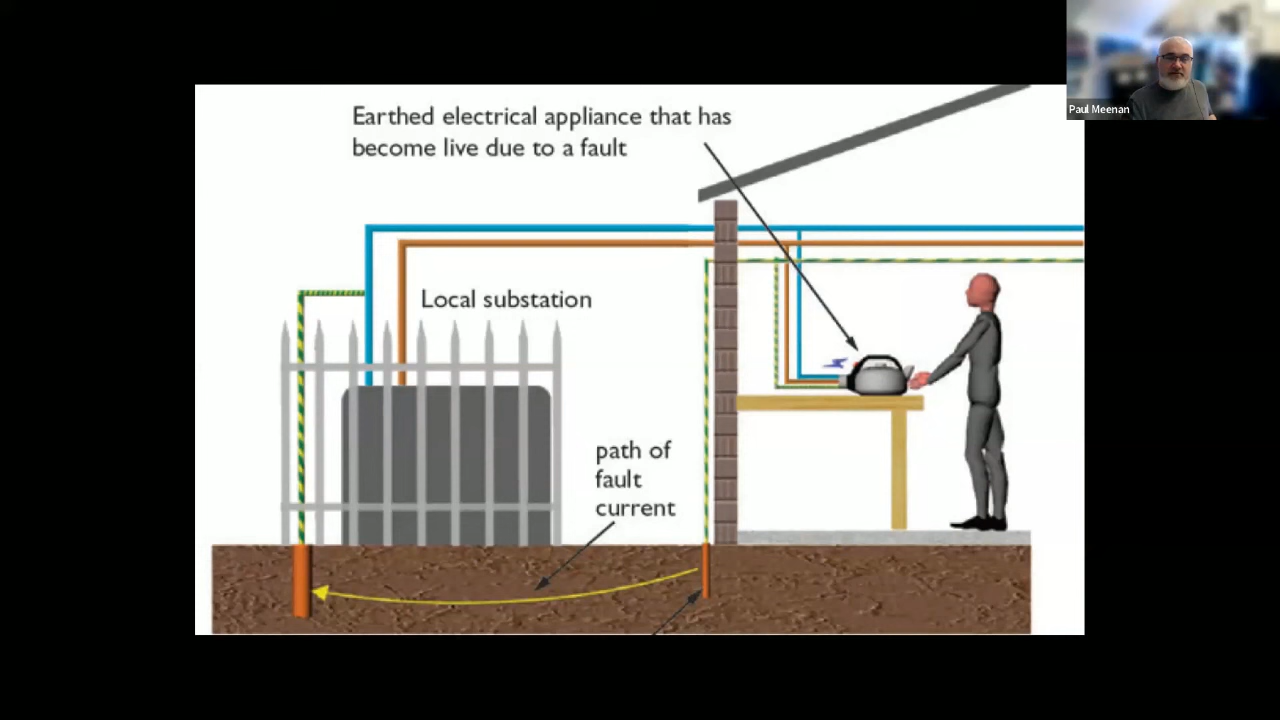 Paul Meenan
Earthed electrical appliance that has
become live due to a fault
Local substation
path of
fault
current